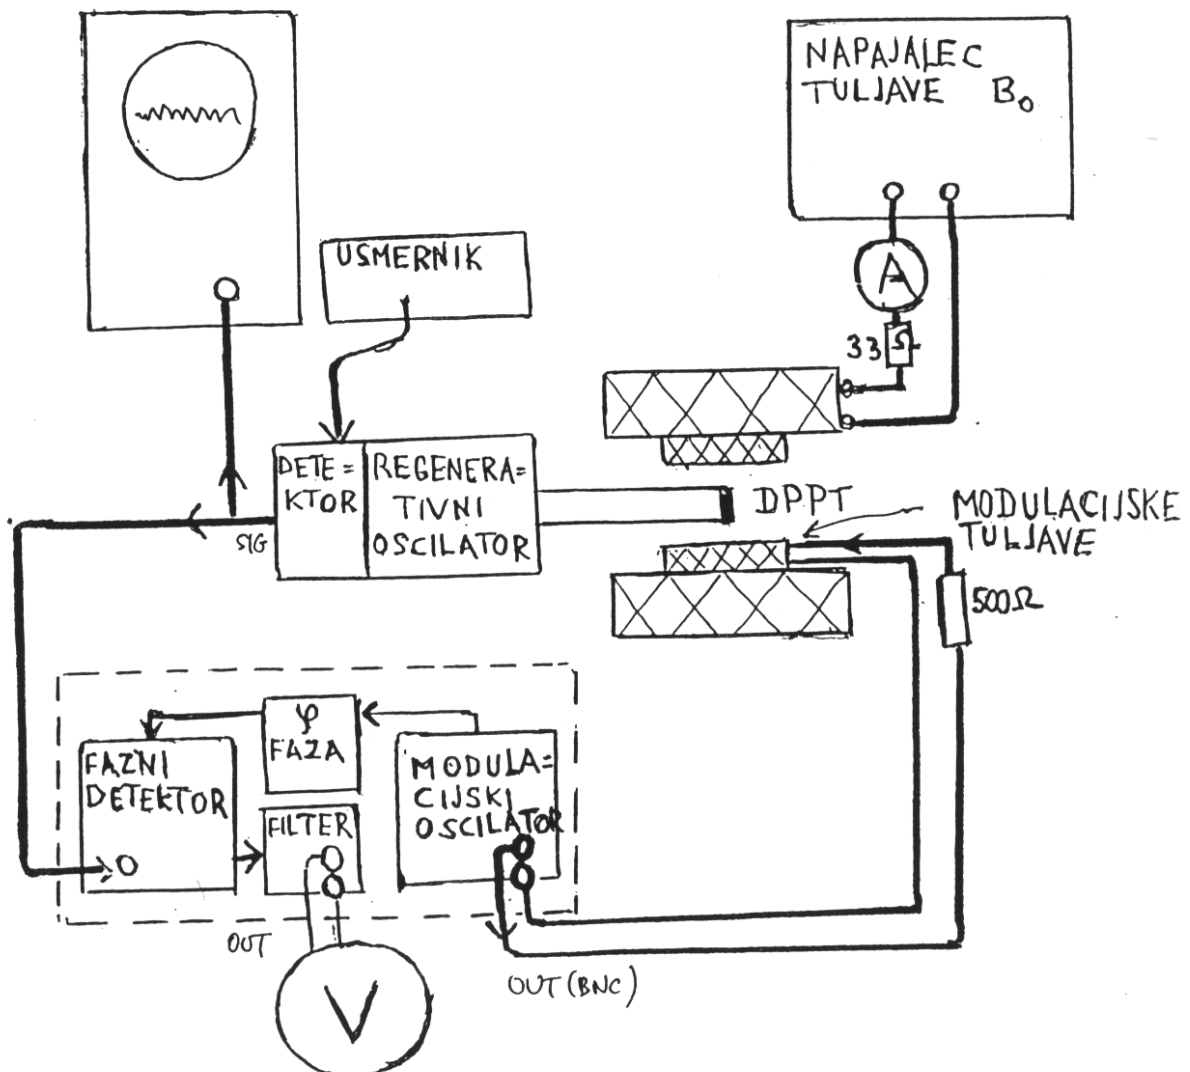 NAPAJALEC
TULJAVE B₀
USMERNIK
A
33 Ω
DETE=
KTOR
REGENERA=
TIVNI
OSCILATOR
SIG
DPPT
MODULACIJSKE
TULJAVE
500Ω
φ
FAZA
FAZNI
DETEKTOR
FILTER
MODULA=
CIJSKI
OSCILATOR
OUT
V
OUT (BNC)